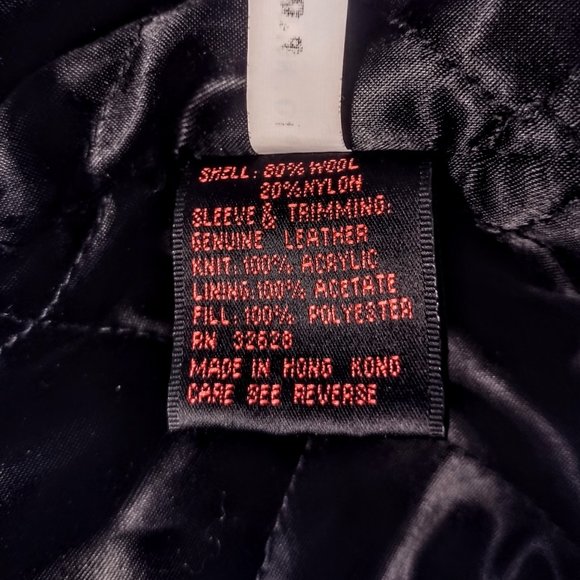 SHELL: 80% WOOL
20% NYLON
SLEEVE & TRIMMING:
GENUINE LEATHER
KNIT: 100% ACRYLIC
LINING: 100% ACETATE
FILL: 100% POLYESTER
RN 32628
MADE IN HONG KONG
CARE SEE REVERSE